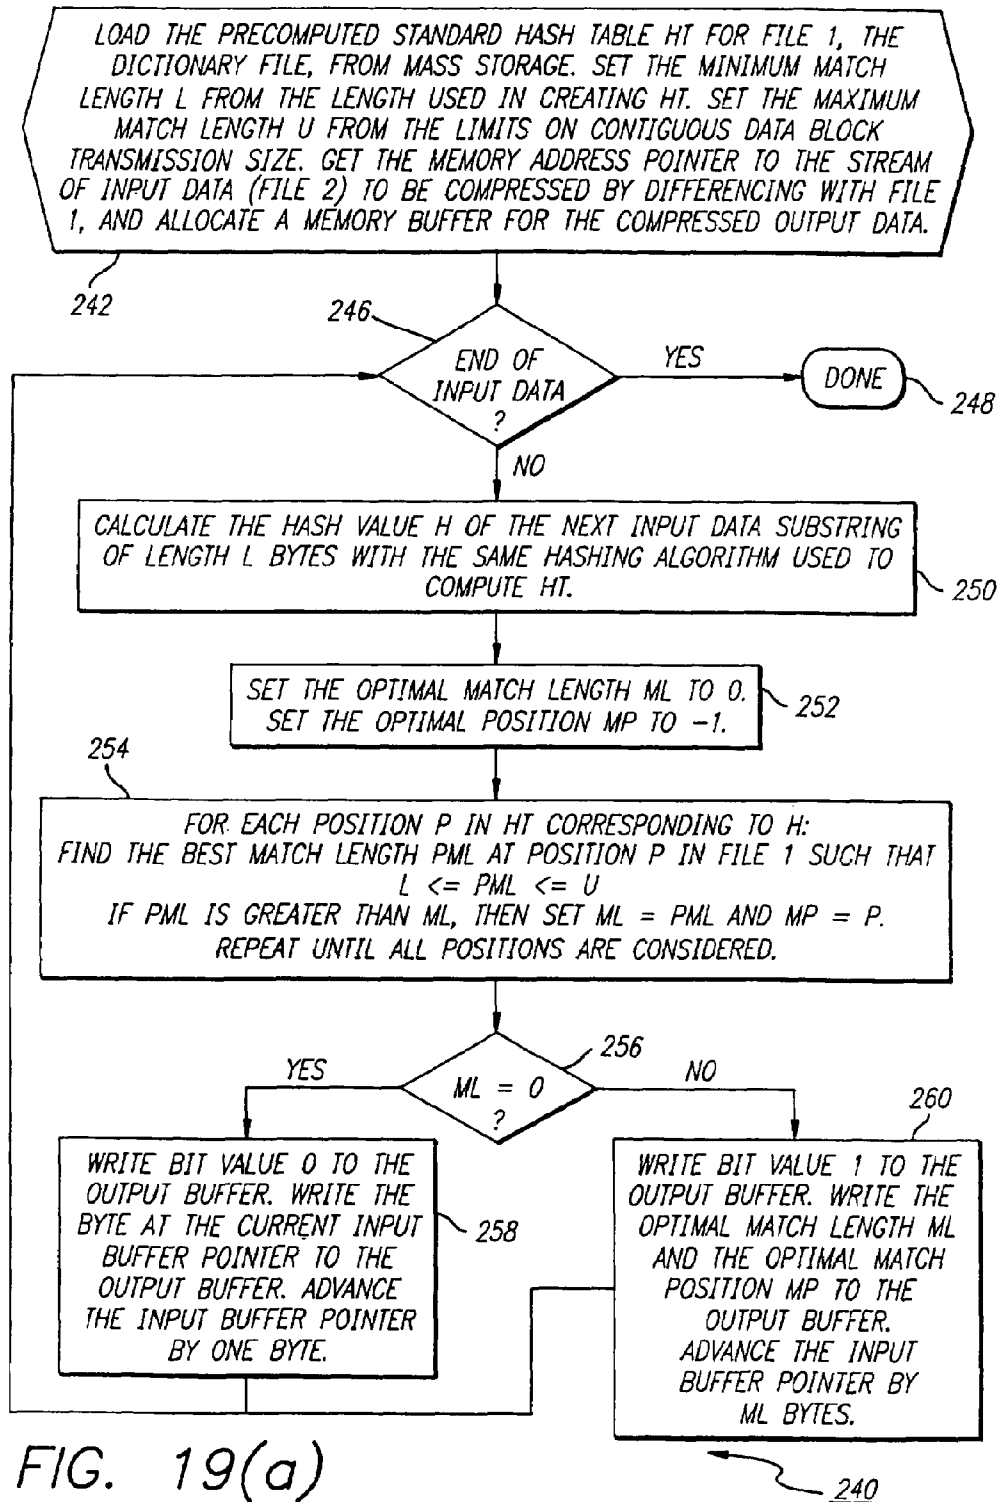 LOAD THE PRECOMPUTED STANDARD HASH TABLE HT FOR FILE 1, THE
DICTIONARY FILE, FROM MASS STORAGE. SET THE MINIMUM MATCH
LENGTH L FROM THE LENGTH USED IN CREATING HT. SET THE MAXIMUM
MATCH LENGTH U FROM THE LIMITS ON CONTIGUOUS DATA BLOCK
TRANSMISSION SIZE. GET THE MEMORY ADDRESS POINTER TO THE STREAM
OF INPUT DATA (FILE 2) TO BE COMPRESSED BY DIFFERENCING WITH FILE
1, AND ALLOCATE A MEMORY BUFFER FOR THE COMPRESSED OUTPUT DATA.
242
246
END OF
INPUT DATA
?
YES
DONE
248
NO
CALCULATE THE HASH VALUE H OF THE NEXT INPUT DATA SUBSTRING
OF LENGTH L BYTES WITH THE SAME HASHING ALGORITHM USED TO
COMPUTE HT.
250
SET THE OPTIMAL MATCH LENGTH ML TO 0.
SET THE OPTIMAL POSITION MP TO -1.
252
254
FOR EACH POSITION P IN HT CORRESPONDING TO H:
FIND THE BEST MATCH LENGTH PML AT POSITION P IN FILE 1 SUCH THAT
L <= PML <= U
IF PML IS GREATER THAN ML, THEN SET ML = PML AND MP = P.
REPEAT UNTIL ALL POSITIONS ARE CONSIDERED.
256
YES
ML = 0
?
NO
WRITE BIT VALUE 0 TO THE
OUTPUT BUFFER. WRITE THE
BYTE AT THE CURRENT INPUT
BUFFER POINTER TO THE
OUTPUT BUFFER. ADVANCE
THE INPUT BUFFER POINTER
BY ONE BYTE.
258
260
WRITE BIT VALUE 1 TO THE
OUTPUT BUFFER. WRITE THE
OPTIMAL MATCH LENGTH ML
AND THE OPTIMAL MATCH
POSITION MP TO THE
OUTPUT BUFFER.
ADVANCE THE INPUT
BUFFER POINTER BY
ML BYTES.
FIG. 19(a)
240